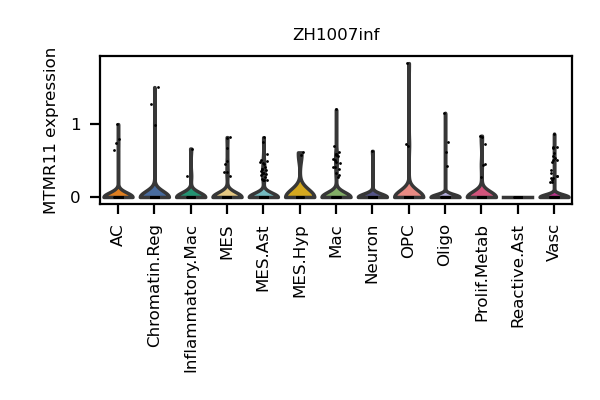 ZH1007inf
MTMR11 expression
1
0
AC
Chromatin.Reg
Inflammatory.Mac
MES
MES.Ast
MES.Hyp
Mac
Neuron
OPC
Oligo
Prolif.Metab
Reactive.Ast
Vasc